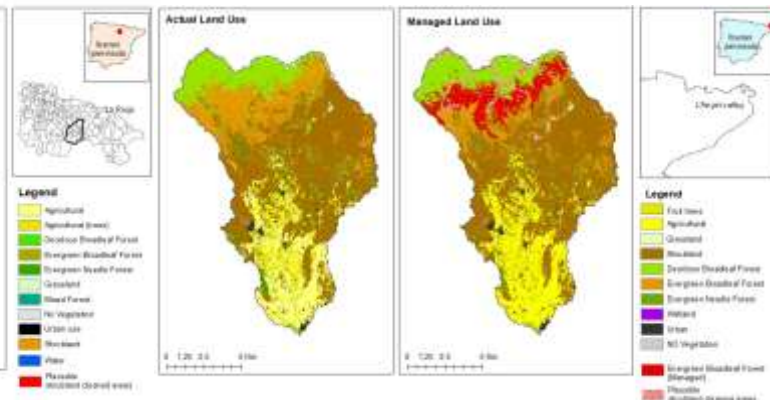 Iberian
peninsula
La Rioja
Legend
Agricultural
Agricultural (trees)
Deciduous Broadleaf Forest
Evergreen Broadleaf Forest
Evergreen Needle Forest
Grassland
Mixed Forest
No Vegetation
Urban use
Shrubland
Water
Actual Land Use
Managed Land Use
Iberian
peninsula
Legend
Fruit trees
Agricultural
Grassland
Shrubland
Deciduous Broadleaf Forest
Evergreen Broadleaf Forest
Evergreen Needle Forest
Wetland
Urban
NO Vegetation
Evergreen Broadleaf Forest
(Managed)